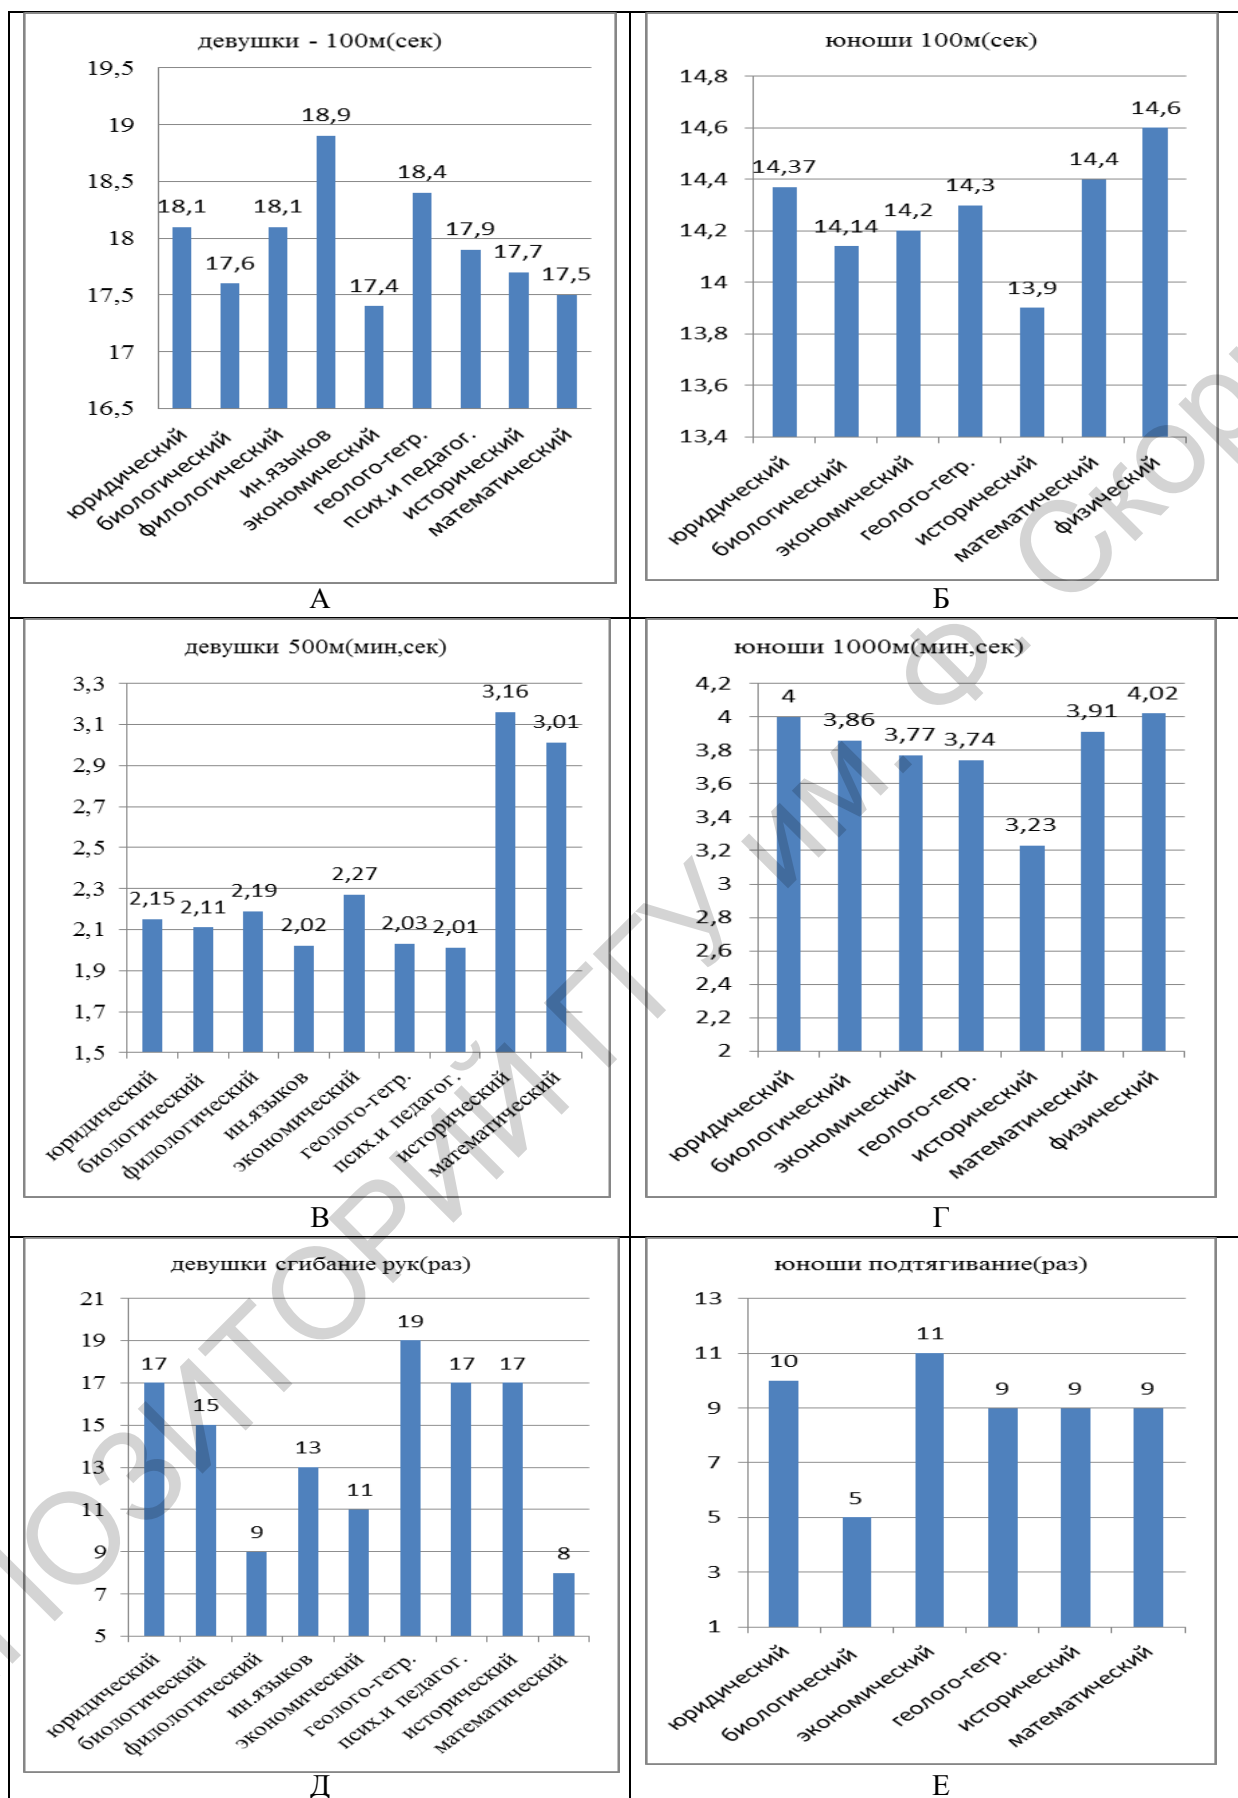 девушки - 100м(сек)
19,5
19
18,5
18
17,5
17
16,5
18,1
17,6
18,1
18,9
17,4
18,4
17,9
17,7
17,5
юридический
биологический
филологический
ин.языков
экономический
геолого-гегр.
псих.и педагог.
исторический
математический
А
юноши 100м(сек)
14,8
14,6
14,4
14,2
14
13,8
13,6
13,4
14,37
14,14
14,2
14,3
13,9
14,4
14,6
юридический
биологический
экономический
геолого-гегр.
исторический
математический
физический
Б
девушки 500м(мин,сек)
3,3
3,1
2,9
2,7
2,5
2,3
2,1
1,9
1,7
1,5
2,15
2,11
2,19
2,02
2,27
2,03
2,01
3,16
3,01
юридический
биологический
филологический
ин.языков
экономический
геолого-гегр.
псих.и педагог.
исторический
математический
В
юноши 1000м(мин,сек)
4,2
4
3,8
3,6
3,4
3,2
3
2,8
2,6
2,4
2,2
2
4
3,86
3,77
3,74
3,23
3,91
4,02
юридический
биологический
экономический
геолого-гегр.
исторический
математический
физический
Г
девушки сгибание рук(раз)
21
19
17
15
13
11
9
7
5
17
15
9
13
11
19
17
17
8
юридический
биологический
филологический
ин.языков
экономический
геолого-гегр.
псих.и педагог.
исторический
математический
Д
юноши подтягивание(раз)
13
11
9
7
5
3
1
10
5
11
9
9
9
юридический
биологический
экономический
геолого-гегр.
исторический
математический
Е
ПОЗИТОРИЙ ГГУ им. Ф. Скори